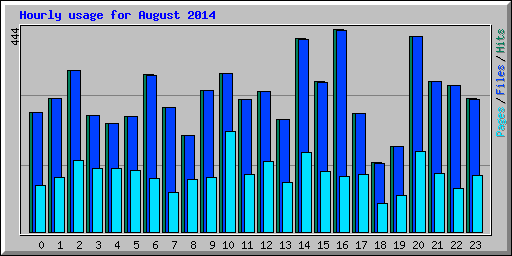 Hourly usage for August 2014
444
Pages/Files/Hits
0 1 2 3 4 5 6 7 8 9 10 11 12 13 14 15 16 17 18 19 20 21 22 23